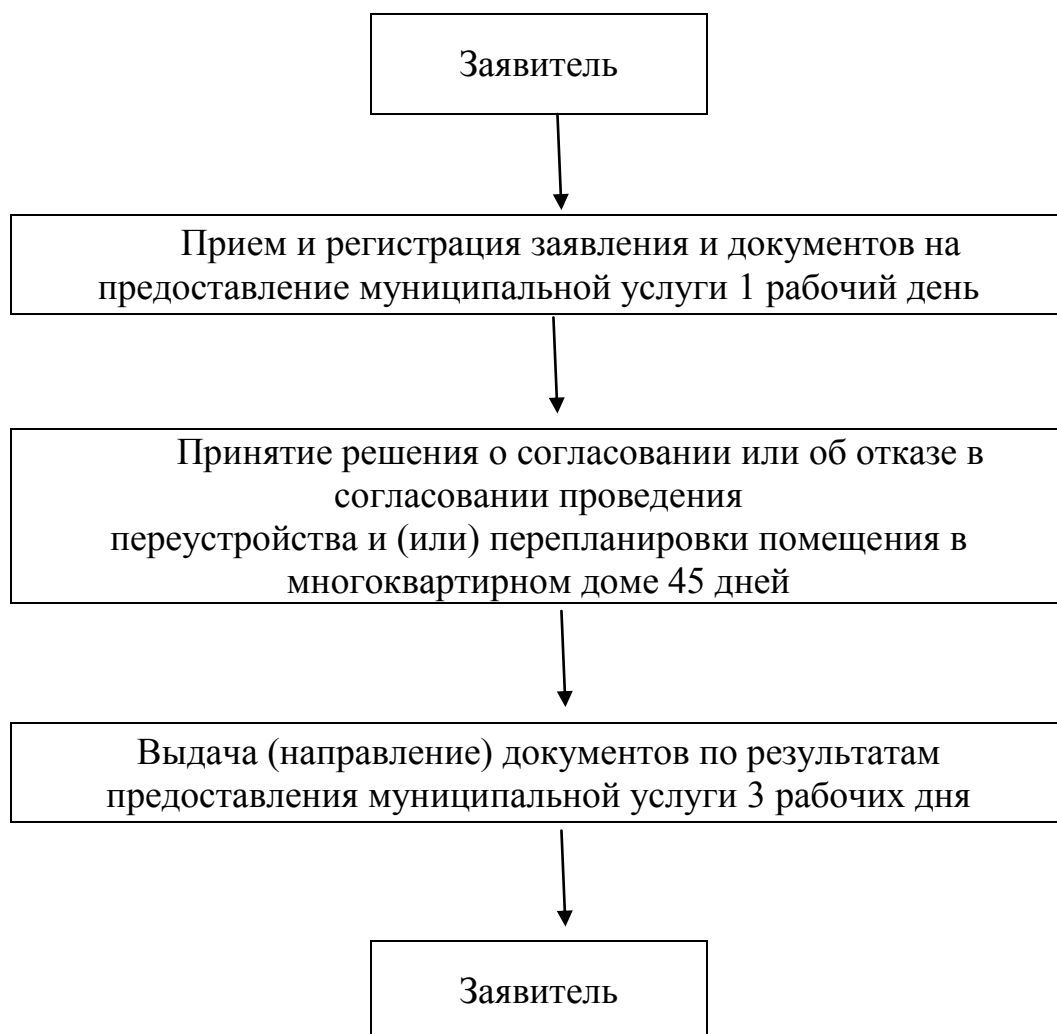 Заявитель
Прием и регистрация заявления и документов на
предоставление муниципальной услуги 1 рабочий день
Принятие решения о согласовании или об отказе в
согласовании проведения
переустройства и (или) перепланировки помещения в
многоквартирном доме 45 дней
Выдача (направление) документов по результатам
предоставления муниципальной услуги 3 рабочих дня
Заявитель